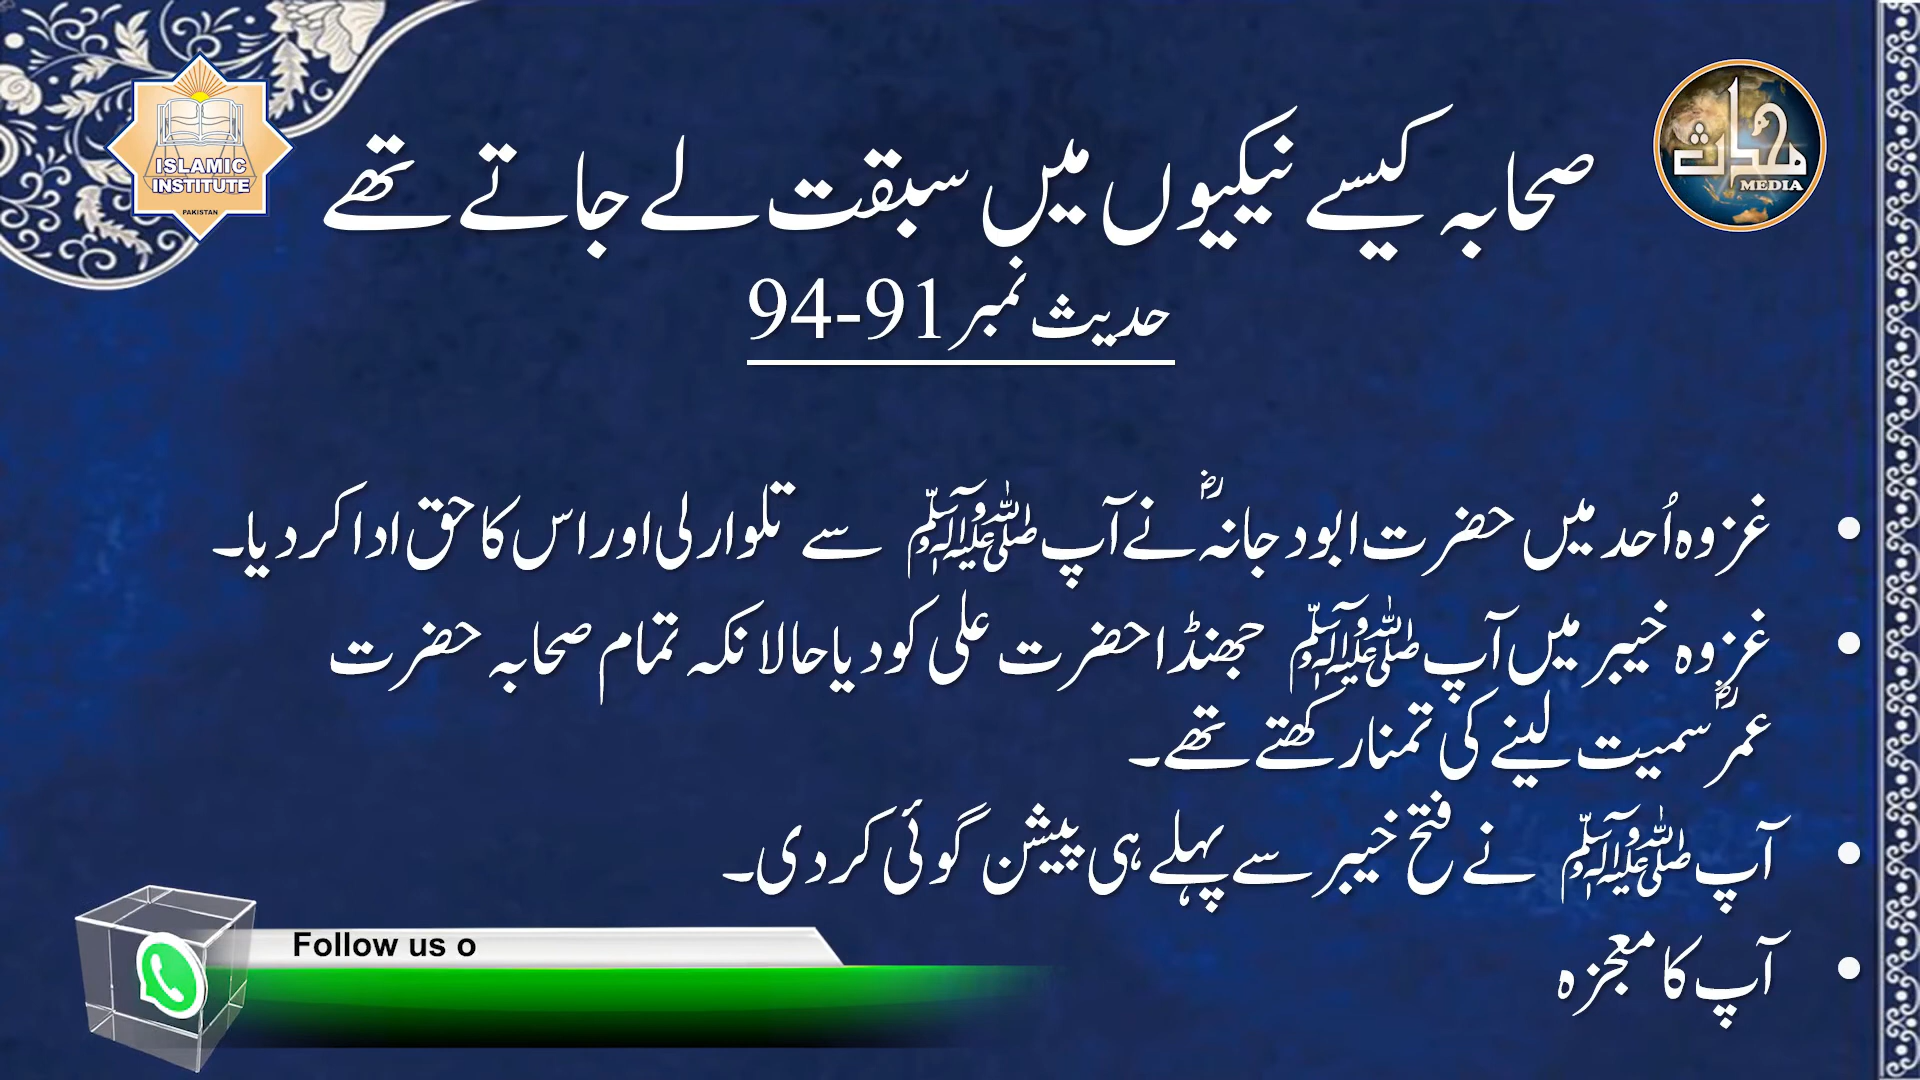 ISLAMIC
INSTITUTE
PAKISTAN
محدث
MEDIA
صحابہ کیسے نیکیوں میں سبقت لے جاتے تھے
حدیث نمبر 91-94
• غزوہ اُحد میں حضرت ابودجانہؓ نے آپ ﷺ سے تلوار لی اور اس کا حق ادا کر دیا۔
• غزوہ خیبر میں آپ ﷺ جھنڈا حضرت علی کو دیا حالانکہ تمام صحابہ حضرت
عمرؓ سمیت لینے کی تمنا رکھتے تھے۔
• آپ ﷺ نے فتح خیبر سے پہلے ہی پیشن گوئی کر دی۔
• آپ کا معجزہ
Follow us o